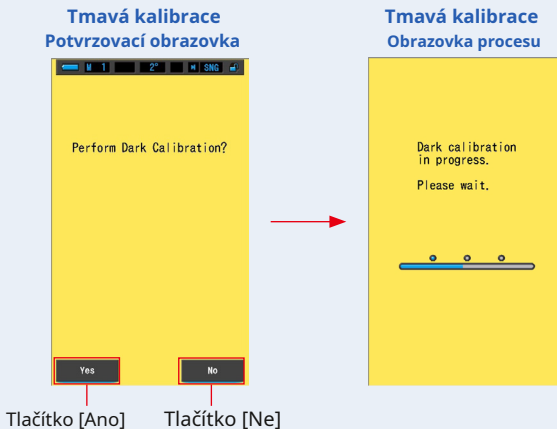 Tmavá kalibrace
Potvrzovací obrazovka
M 1 2° M SNG
Perform Dark Calibration?
Yes No
Tlačítko [Ano] Tlačítko [Ne]
Tmavá kalibrace
Obrazovka procesu
Dark calibration
in progress.
Please wait.